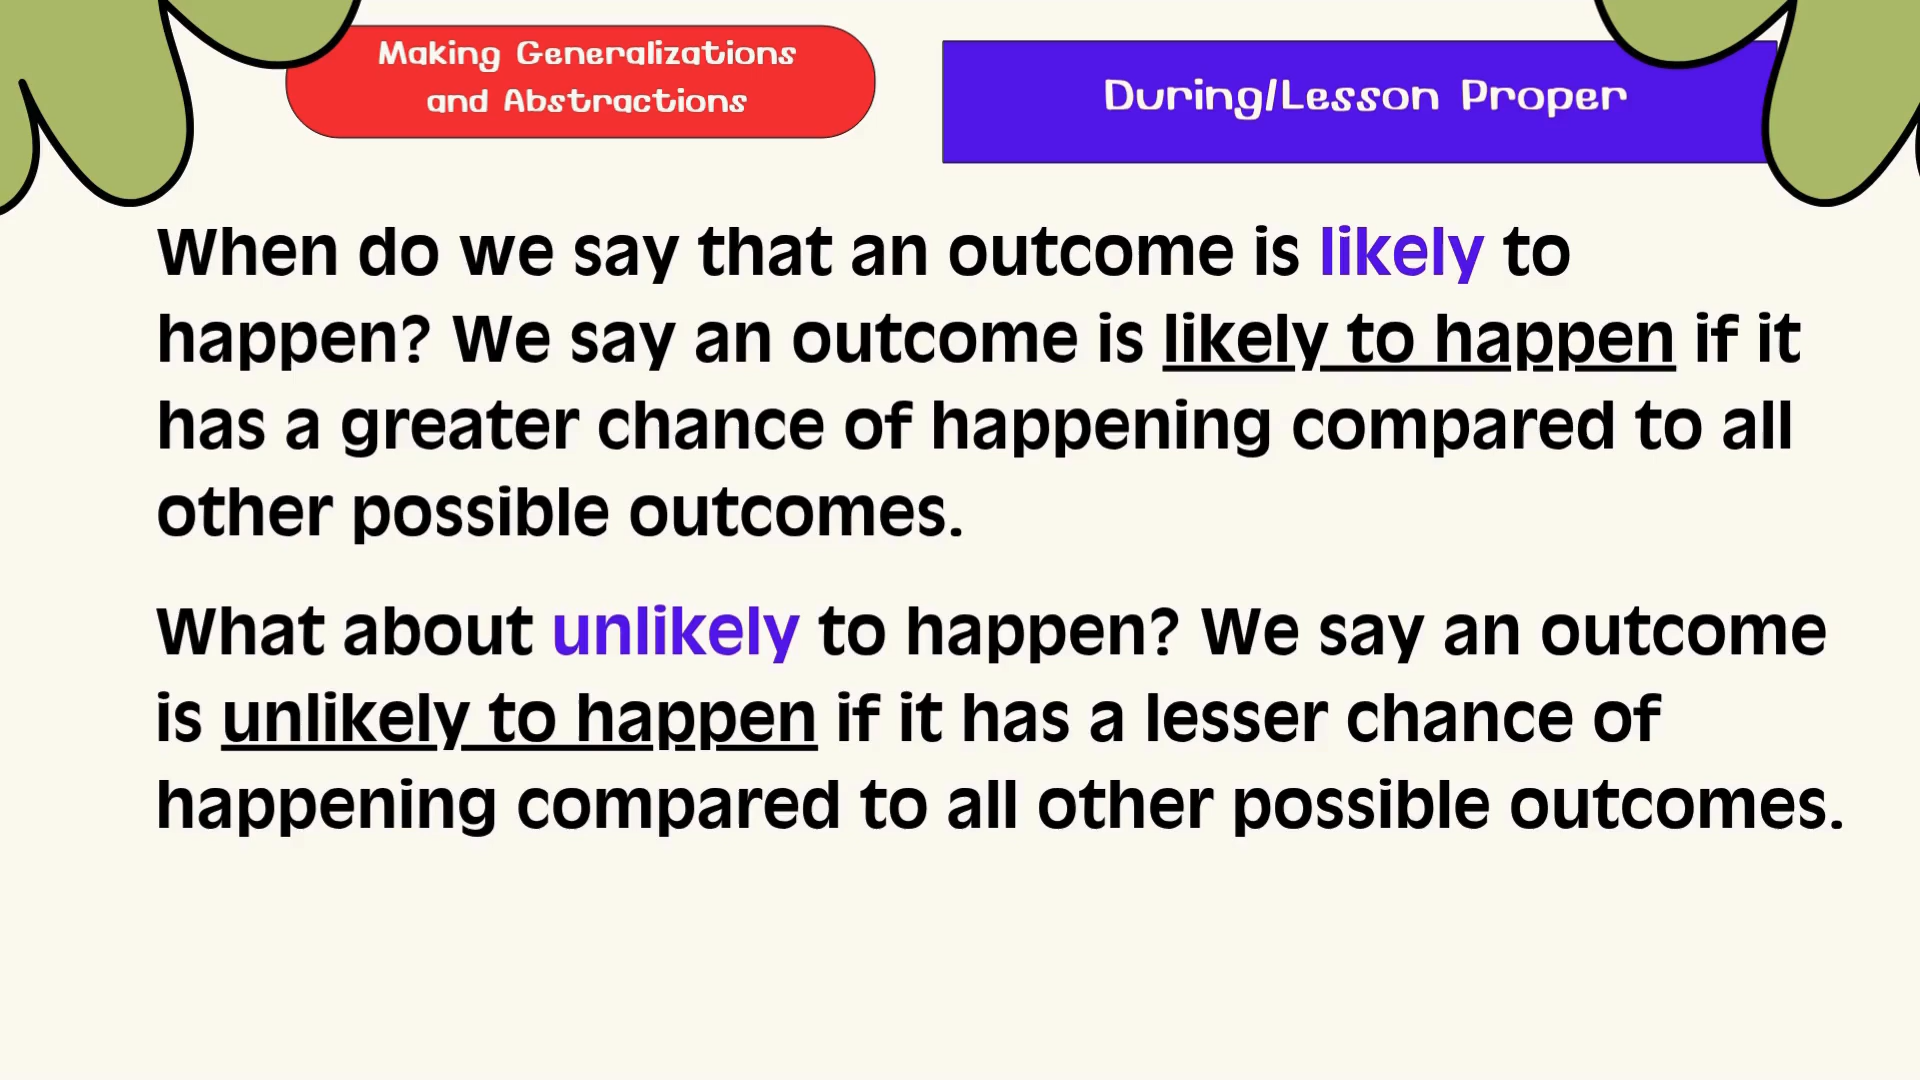 Making Generalizations
and Abstractions
During/Lesson Proper
When do we say that an outcome is likely to
happen? We say an outcome is likely to happen if it
has a greater chance of happening compared to all
other possible outcomes.
What about unlikely to happen? We say an outcome
is unlikely to happen if it has a lesser chance of
happening compared to all other possible outcomes.